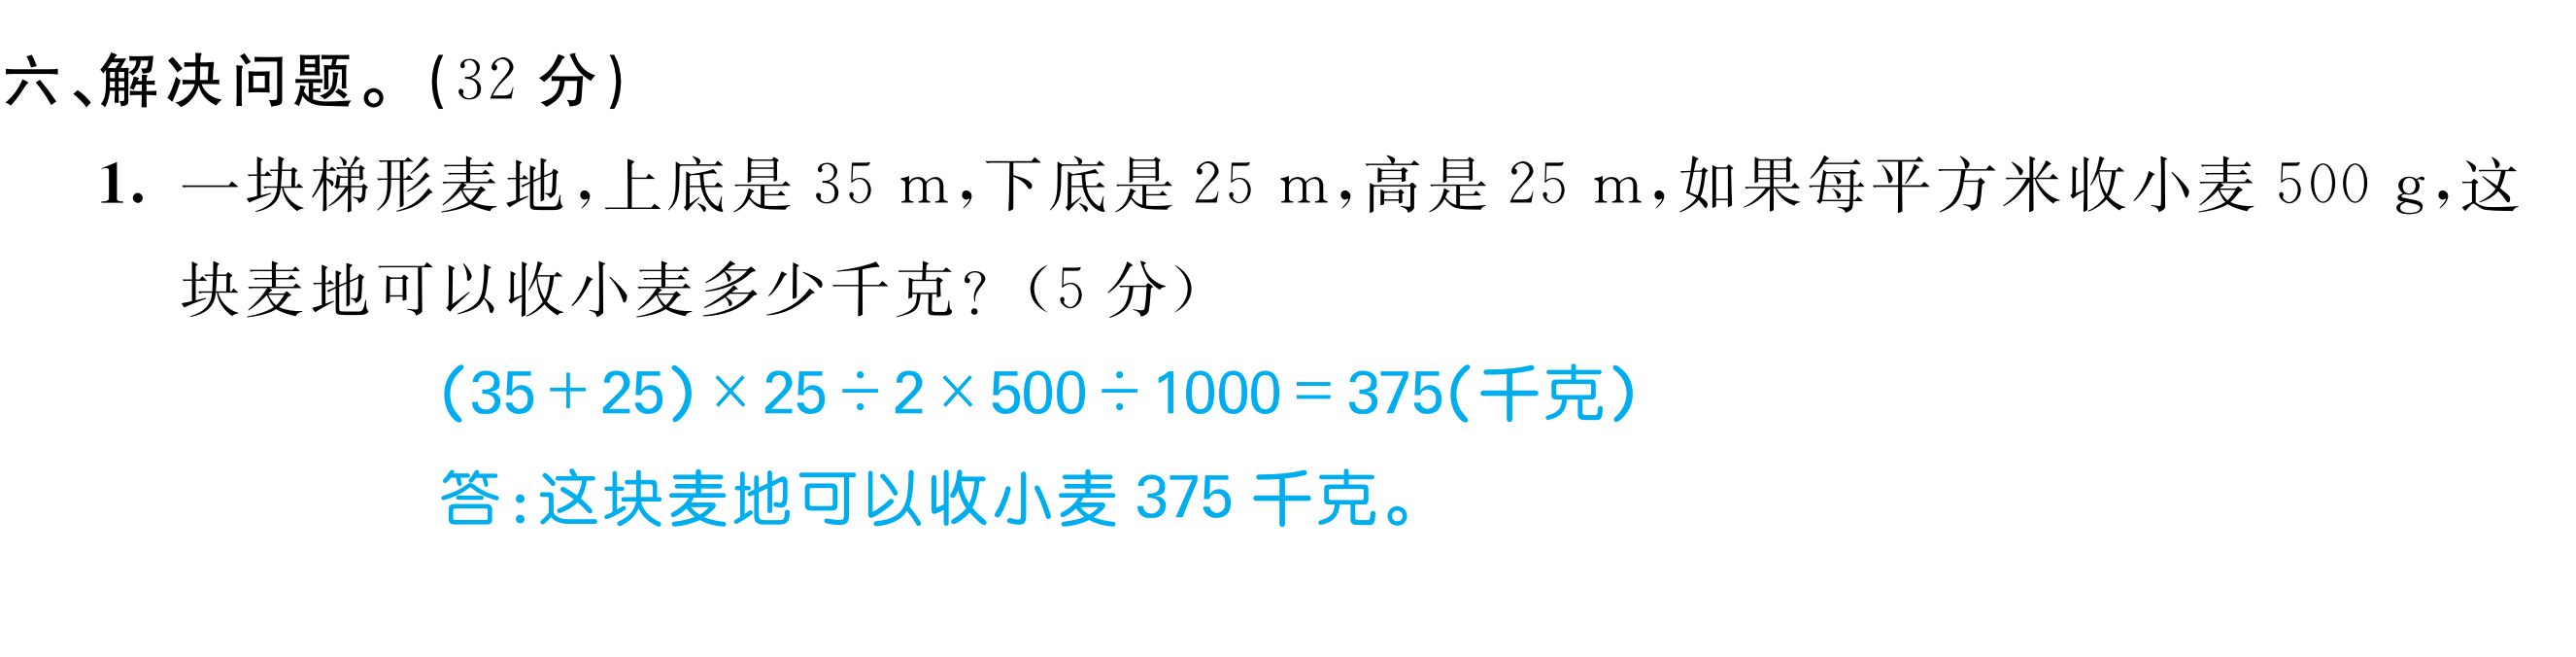 六、解决问题。(32 分)
1. 一块梯形麦地,上底是 35 m,下底是 25 m,高是 25 m,如果每平方米收小麦 500 g,这
块麦地可以收小麦多少千克?(5 分)
(35+25)×25÷2×500÷1000=375(千克)
答:这块麦地可以收小麦 375 千克。